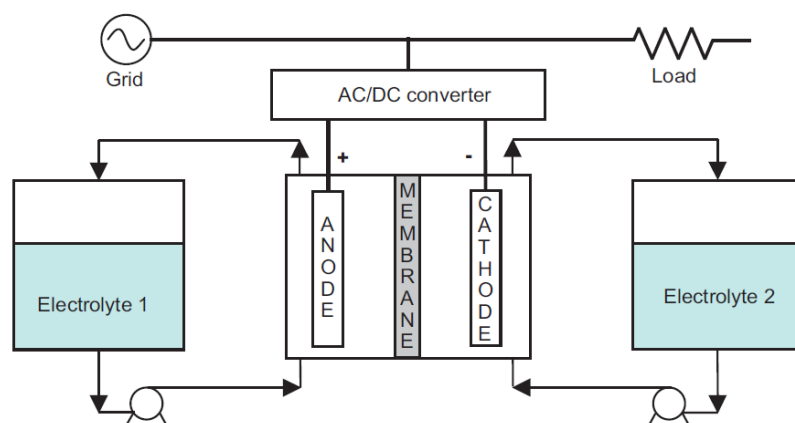 Grid
Load
AC/DC converter
+
-
ANODE
MEMBRANE
CATHODE
Electrolyte 1
Electrolyte 2